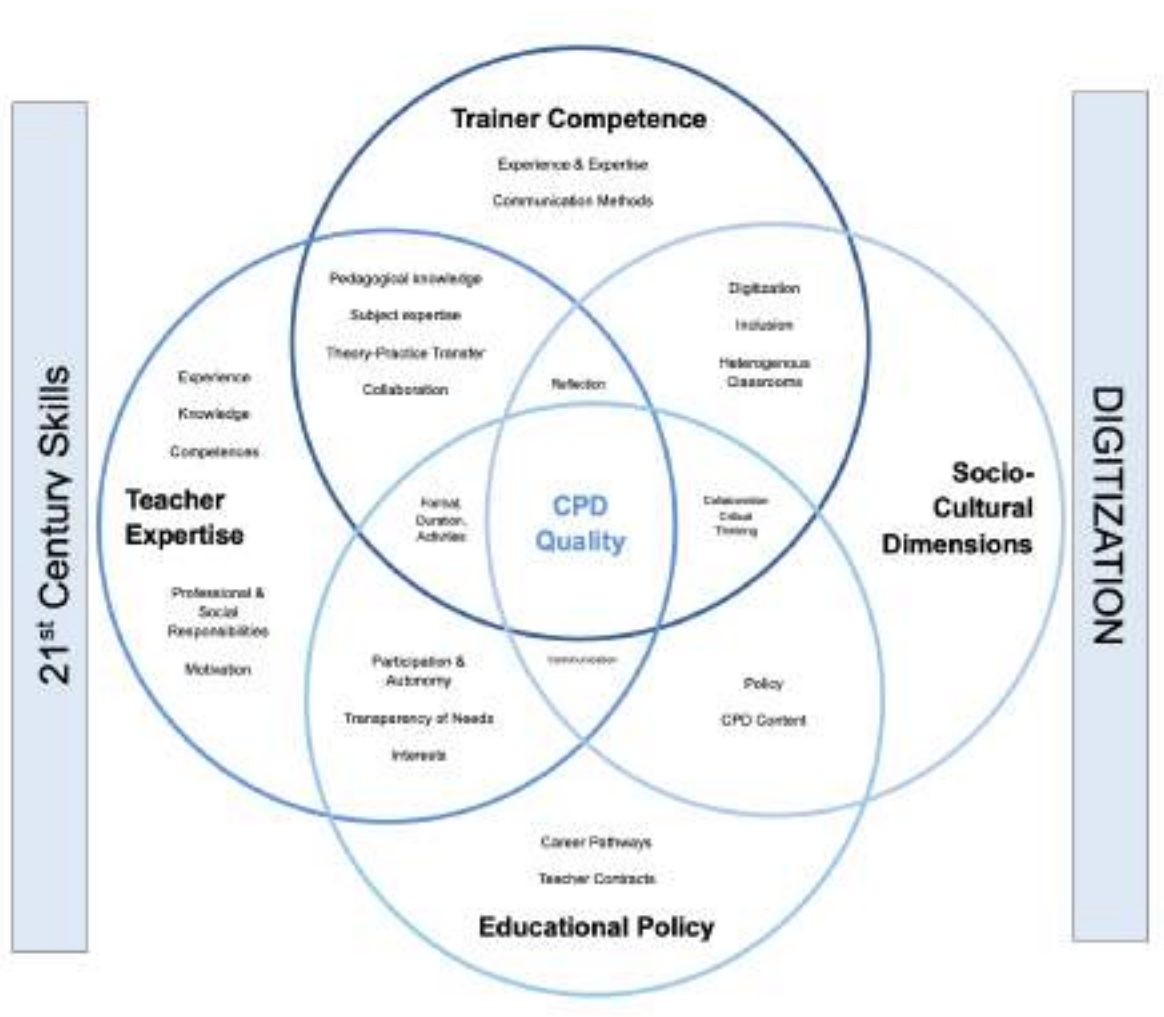 Trainer Competence
Experience & Expertise
Communication Methods
Pedagogical knowledge
Subject expertise
Theory-Practice Transfer
Collaboration
Digitization
Inclusion
Heterogenous
Classrooms
Reflection
Experience
Knowledge
Competences
Teacher
Expertise
Professional &
Social
Responsibilities
Motivation
Format,
Duration,
Activities
CPD
Quality
Collaboration
Critical
Thinking
Socio-
Cultural
Dimensions
Participation &
Autonomy
Transparency of Needs
Interests
Communication
Policy
CPD Content
Career Pathways
Teacher Contracts
Educational Policy
21st Century Skills
DIGITIZATION